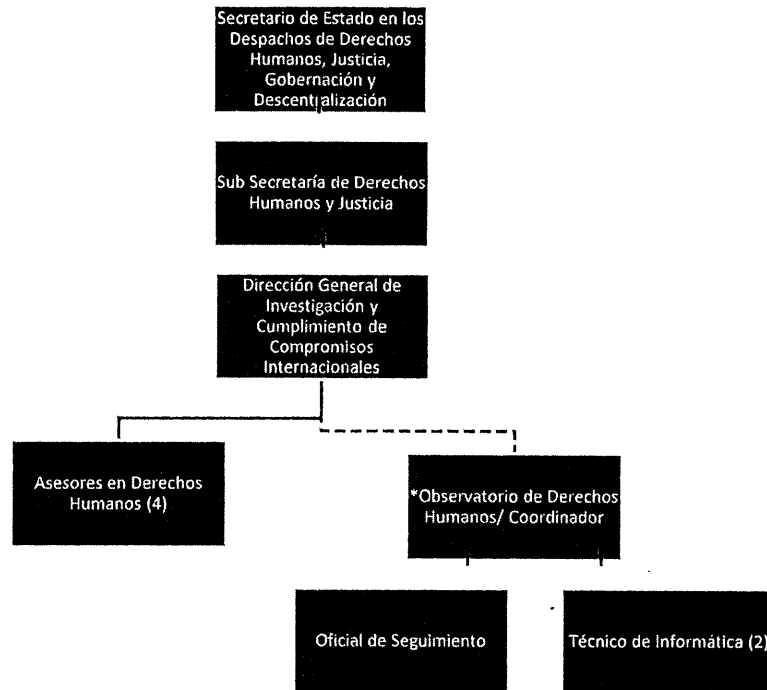 Secretario de Estado en los
Despachos de Derechos
Humanos, Justicia,
Gobernación y
Descentralización
Sub Secretaría de Derechos
Humanos y Justicia
Dirección General de
Investigación y
Cumplimiento de
Compromisos
Internacionales
Asesores en Derechos
Humanos (4)
*Observatorio de Derechos
Humanos/ Coordinador
Oficial de Seguimiento
Técnico de Informática (2)